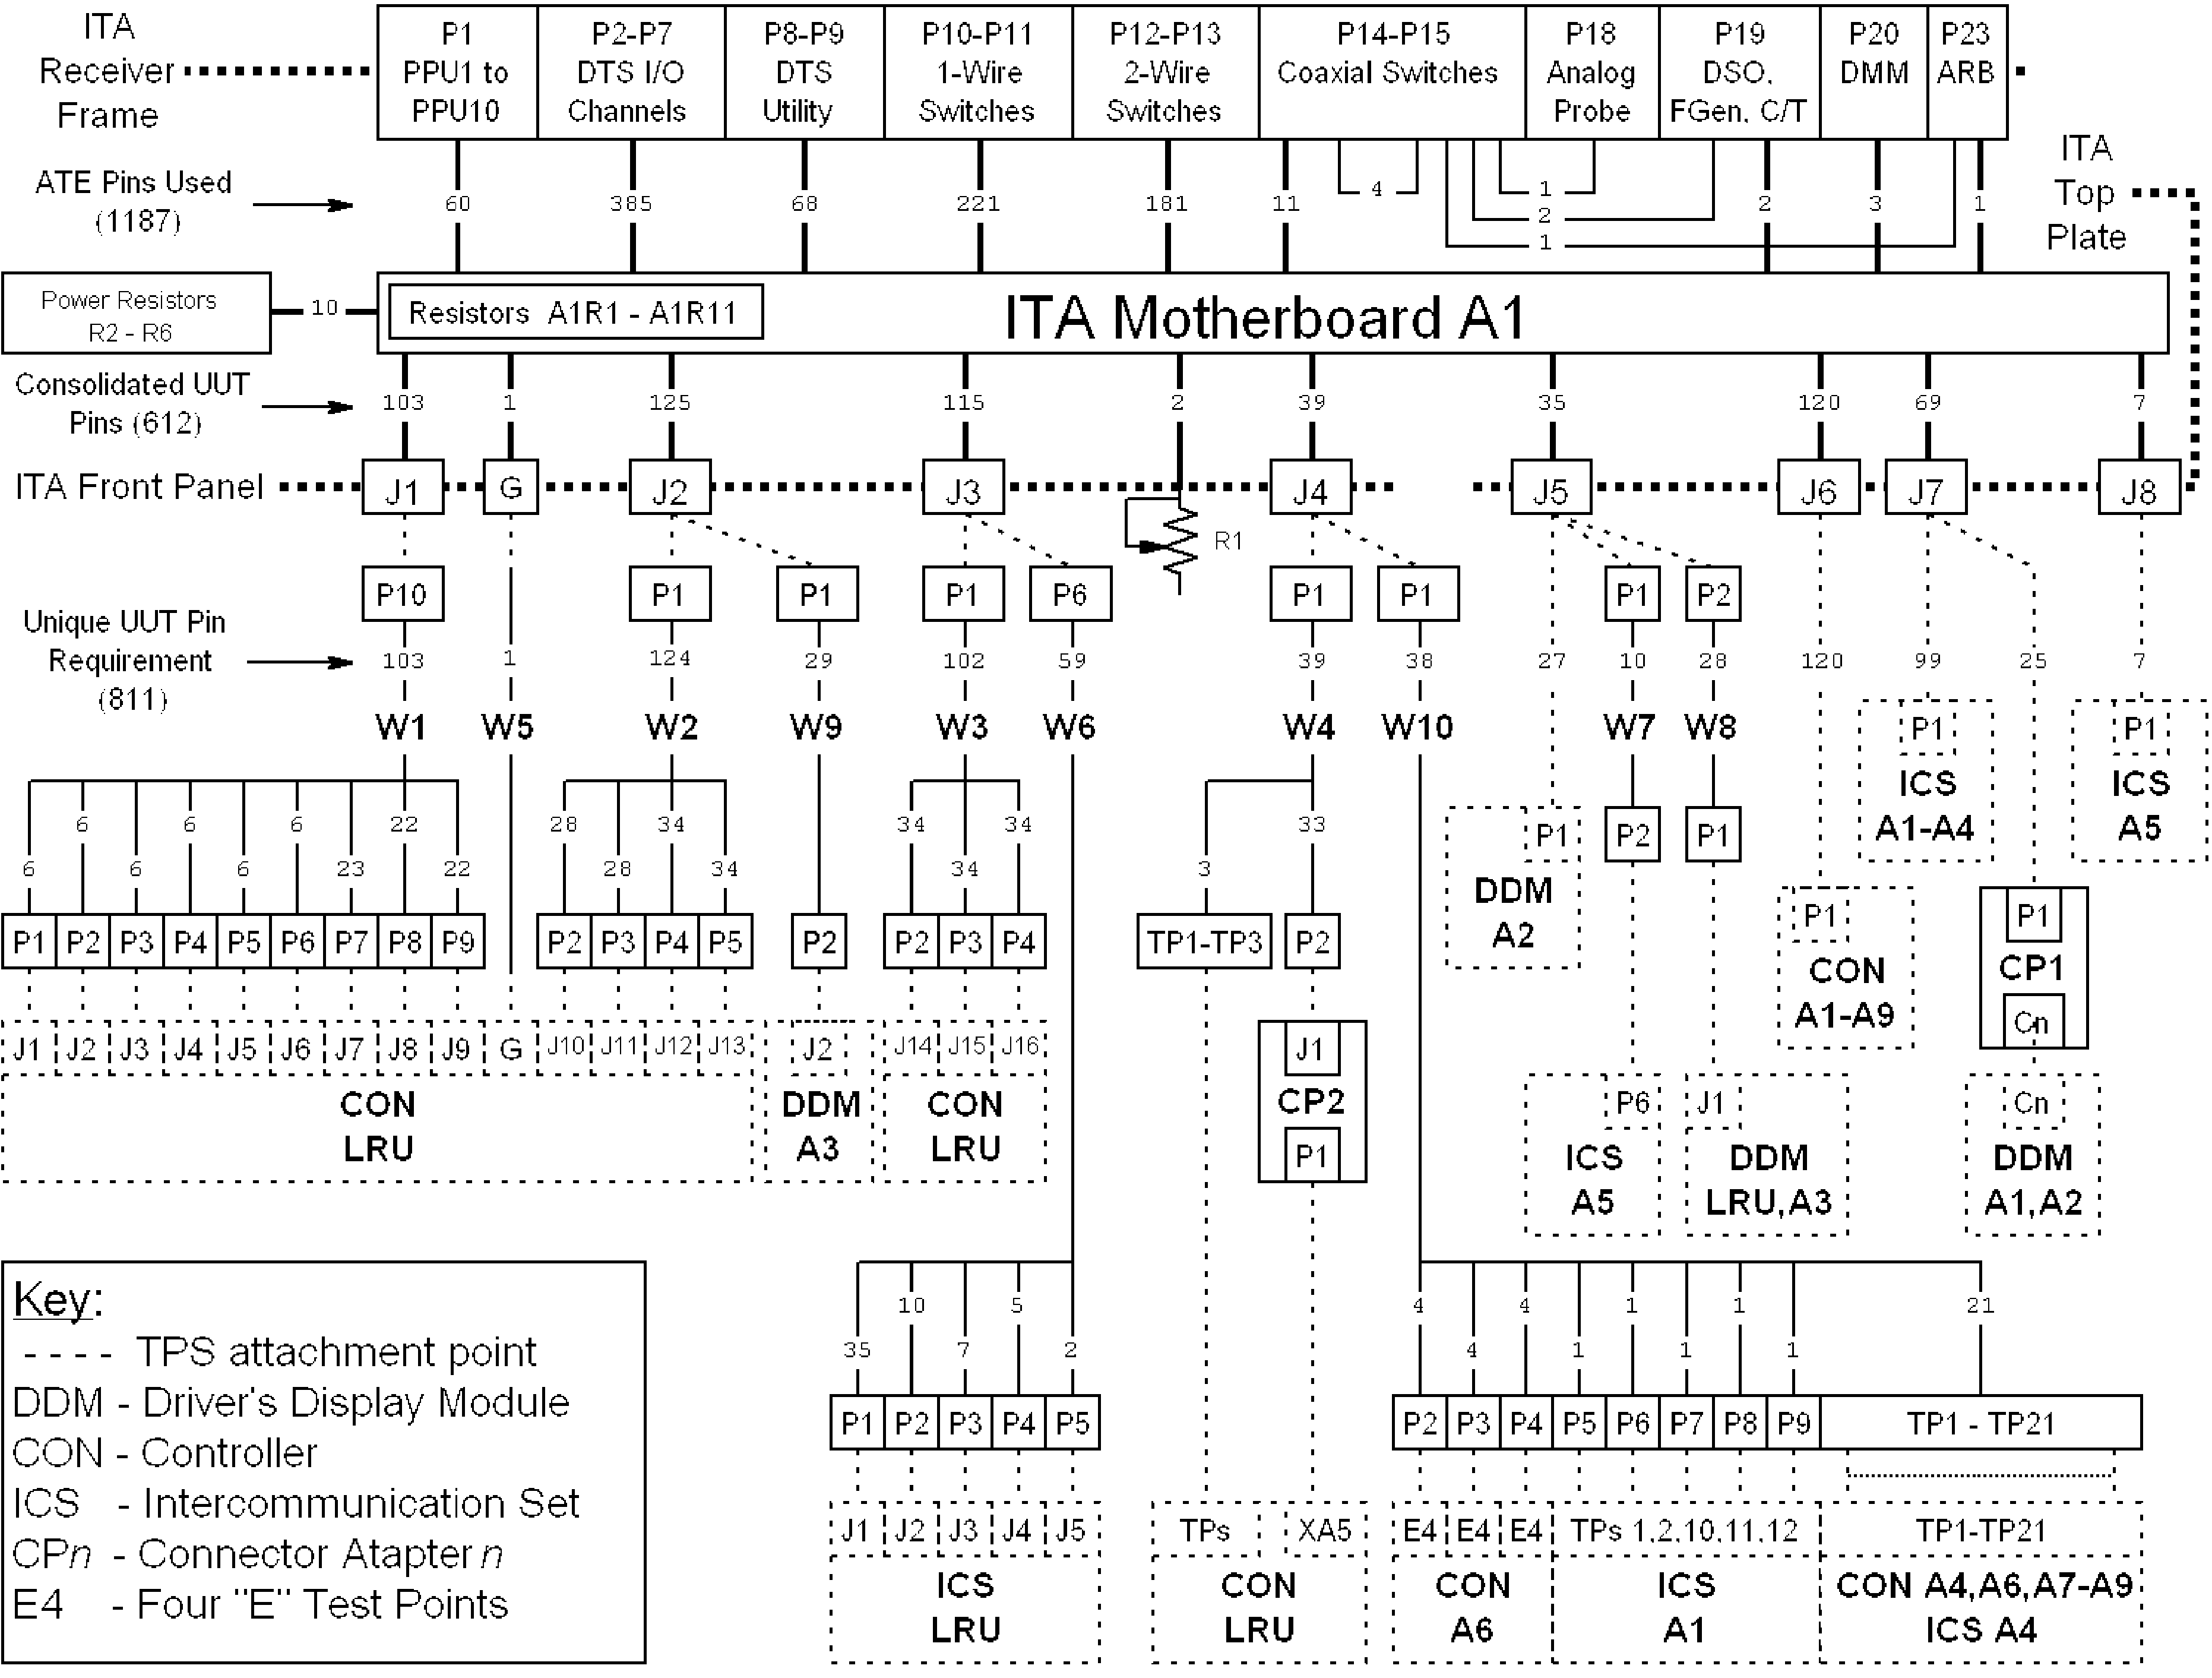 ITA
Receiver
Frame
P1
PPU1 to
PPU10
P2-P7
DTS I/O
Channels
P8-P9
DTS
Utility
P10-P11
1-Wire
Switches
P12-P13
2-Wire
Switches
P14-P15
Coaxial Switches
P18
Analog
Probe
P19
DSO,
FGen, C/T
P20
DMM
P23
ARB
ITA
Top
Plate
ATE Pins Used
(1187)
60 385 68 221 181 11 4 1 2 3 1
2
1
Power Resistors
R2 - R6
10
Resistors A1R1 - A1R11
ITA Motherboard A1
Consolidated UUT
Pins (612)
103 1 125 115 2 39 35 120 69 7
ITA Front Panel
J1 G J2 J3 J4 J5 J6 J7 J8
R1
P10 P1 P1 P1 P6 P1 P1 P1 P2
Unique UUT Pin
Requirement
(811)
103 1 124 29 102 59 39 38 27 10 28 120 99 25 7
W1 W5 W2 W9 W3 W6 W4 W10 W7 W8
P1
ICS
A1-A4
P1
ICS
A5
6 6 6 22 28 34 34 34 33
6 6 6 23 22 28 34 34 3
P1
DDM
A2
P2 P1
P1 P2 P3 P4 P5 P6 P7 P8 P9 P2 P3 P4 P5 P2 P2 P3 P4 TP1-TP3 P2
P1
CON
A1-A9
P1
CP1
Cn
J1 J2 J3 J4 J5 J6 J7 J8 J9 G J10 J11 J12 J13 J2 J14 J15 J16
CON
LRU
DDM
A3
CON
LRU
J1
CP2
P1
P6
ICS
A5
J1
DDM
LRU,A3
Cn
DDM
A1,A2
Key:
- - - - TPS attachment point
DDM - Driver's Display Module
CON - Controller
ICS - Intercommunication Set
CPn - Connector Atapter n
E4 - Four "E" Test Points
10 5 4 4 1 1 21
35 7 2 4 1 1 1
P1 P2 P3 P4 P5 P2 P3 P4 P5 P6 P7 P8 P9 TP1 - TP21
J1 J2 J3 J4 J5 TPs XA5 E4 E4 E4 TPs 1,2,10,11,12 TP1-TP21
ICS
LRU
CON
LRU
CON
A6
ICS
A1
CON A4,A6,A7-A9
ICS A4